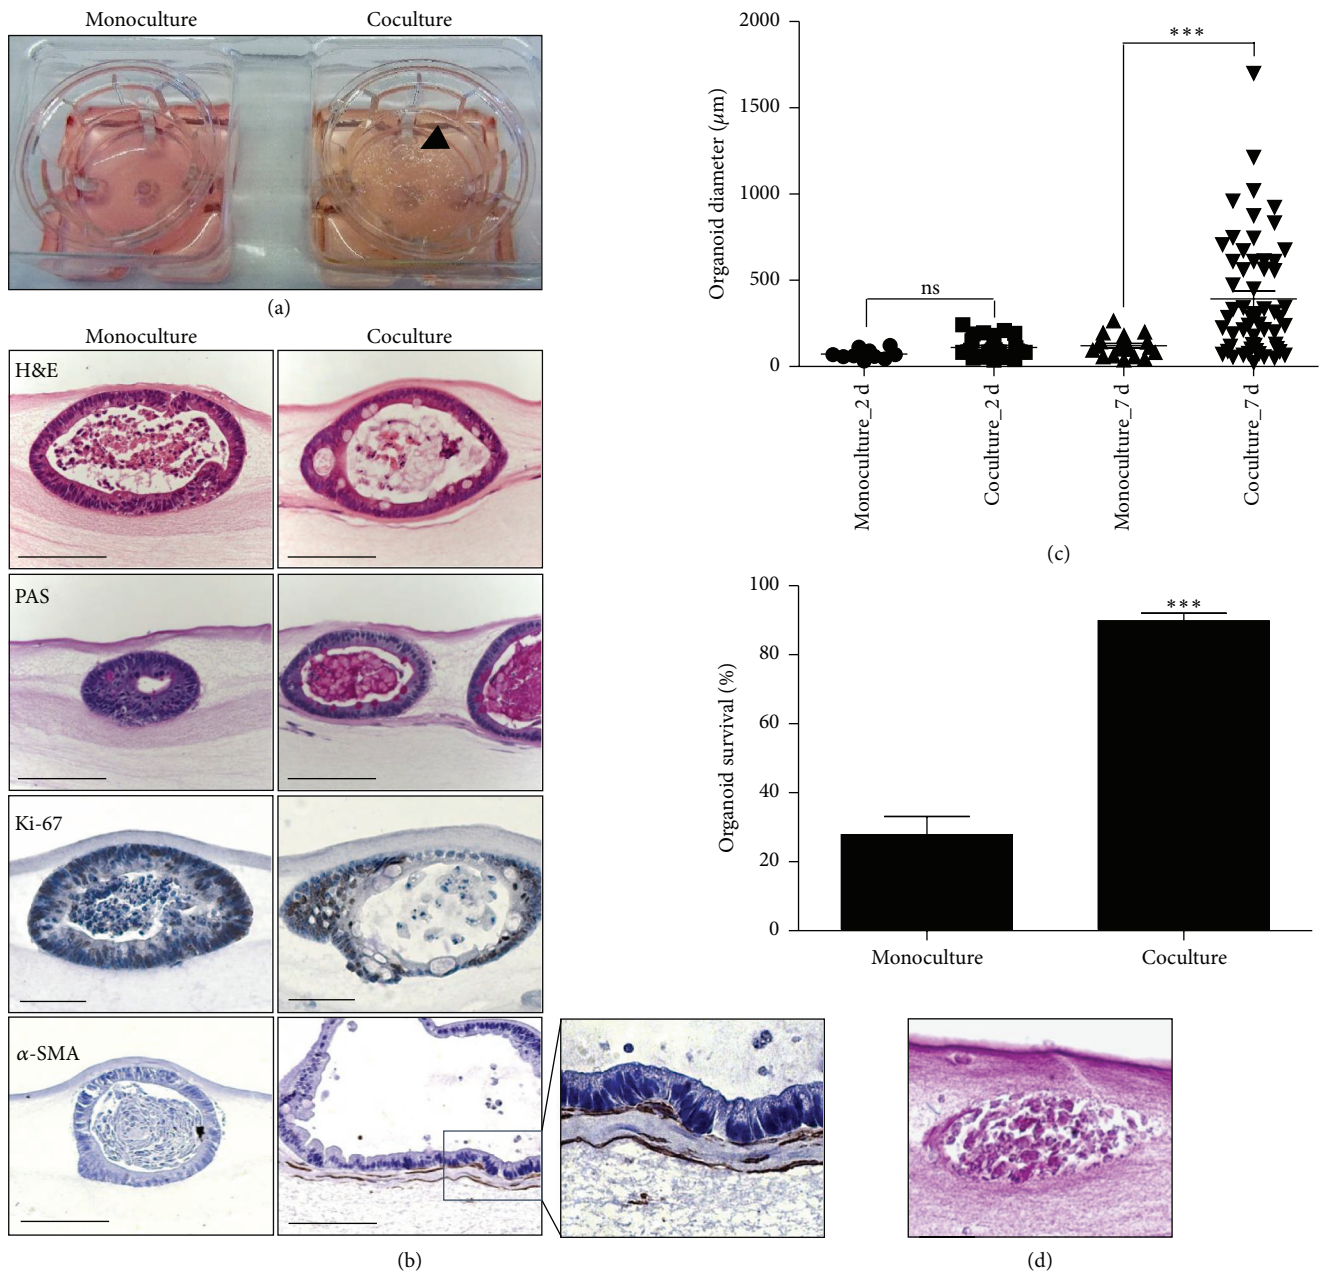 Monoculture Coculture
(a)
Monoculture Coculture
H&E
PAS
Ki-67
α-SMA
(b)
2000
1500
1000
500
0
Organoid diameter (μm)
ns
***
Monoculture_2 d
Coculture_2 d
Monoculture_7 d
Coculture_7 d
(c)
100
80
60
40
20
0
Organoid survival (%)
***
Monoculture Coculture
(d)